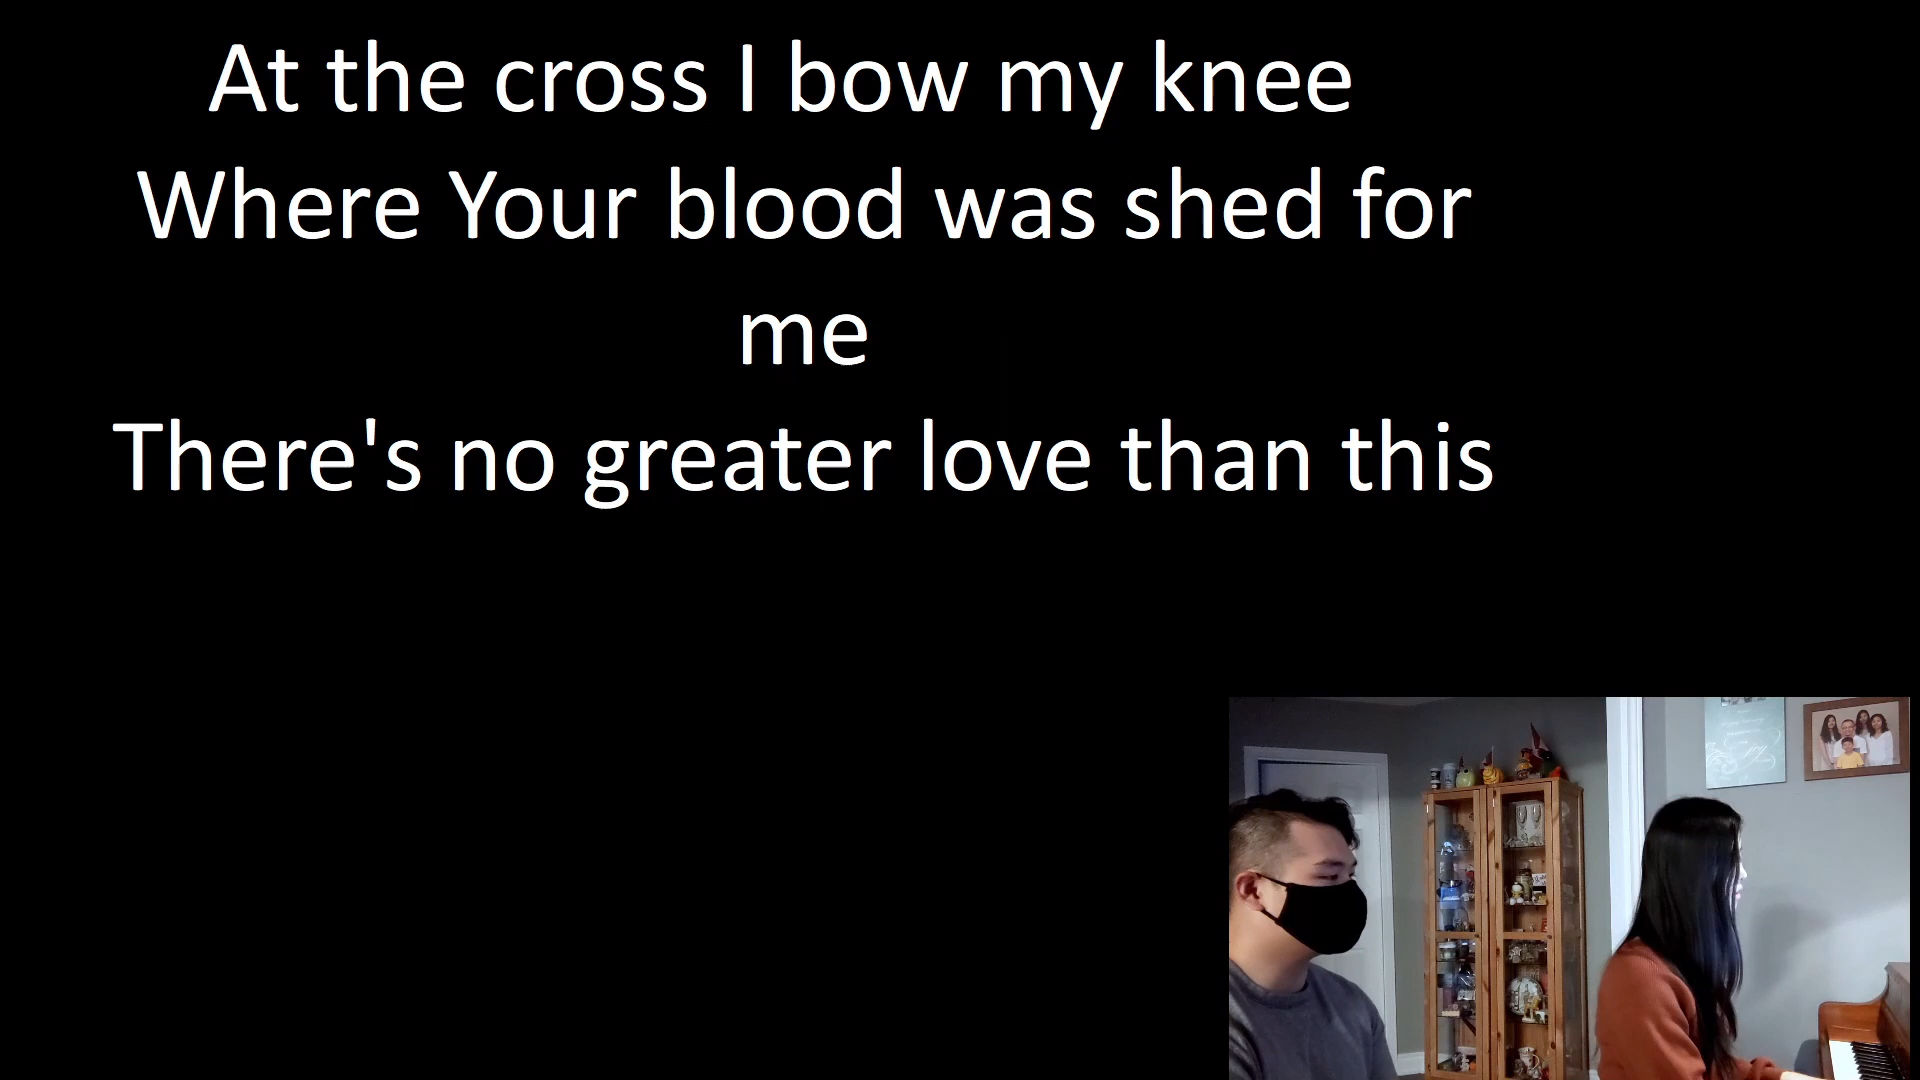 At the cross I bow my knee
Where Your blood was shed for
me
There's no greater love than this